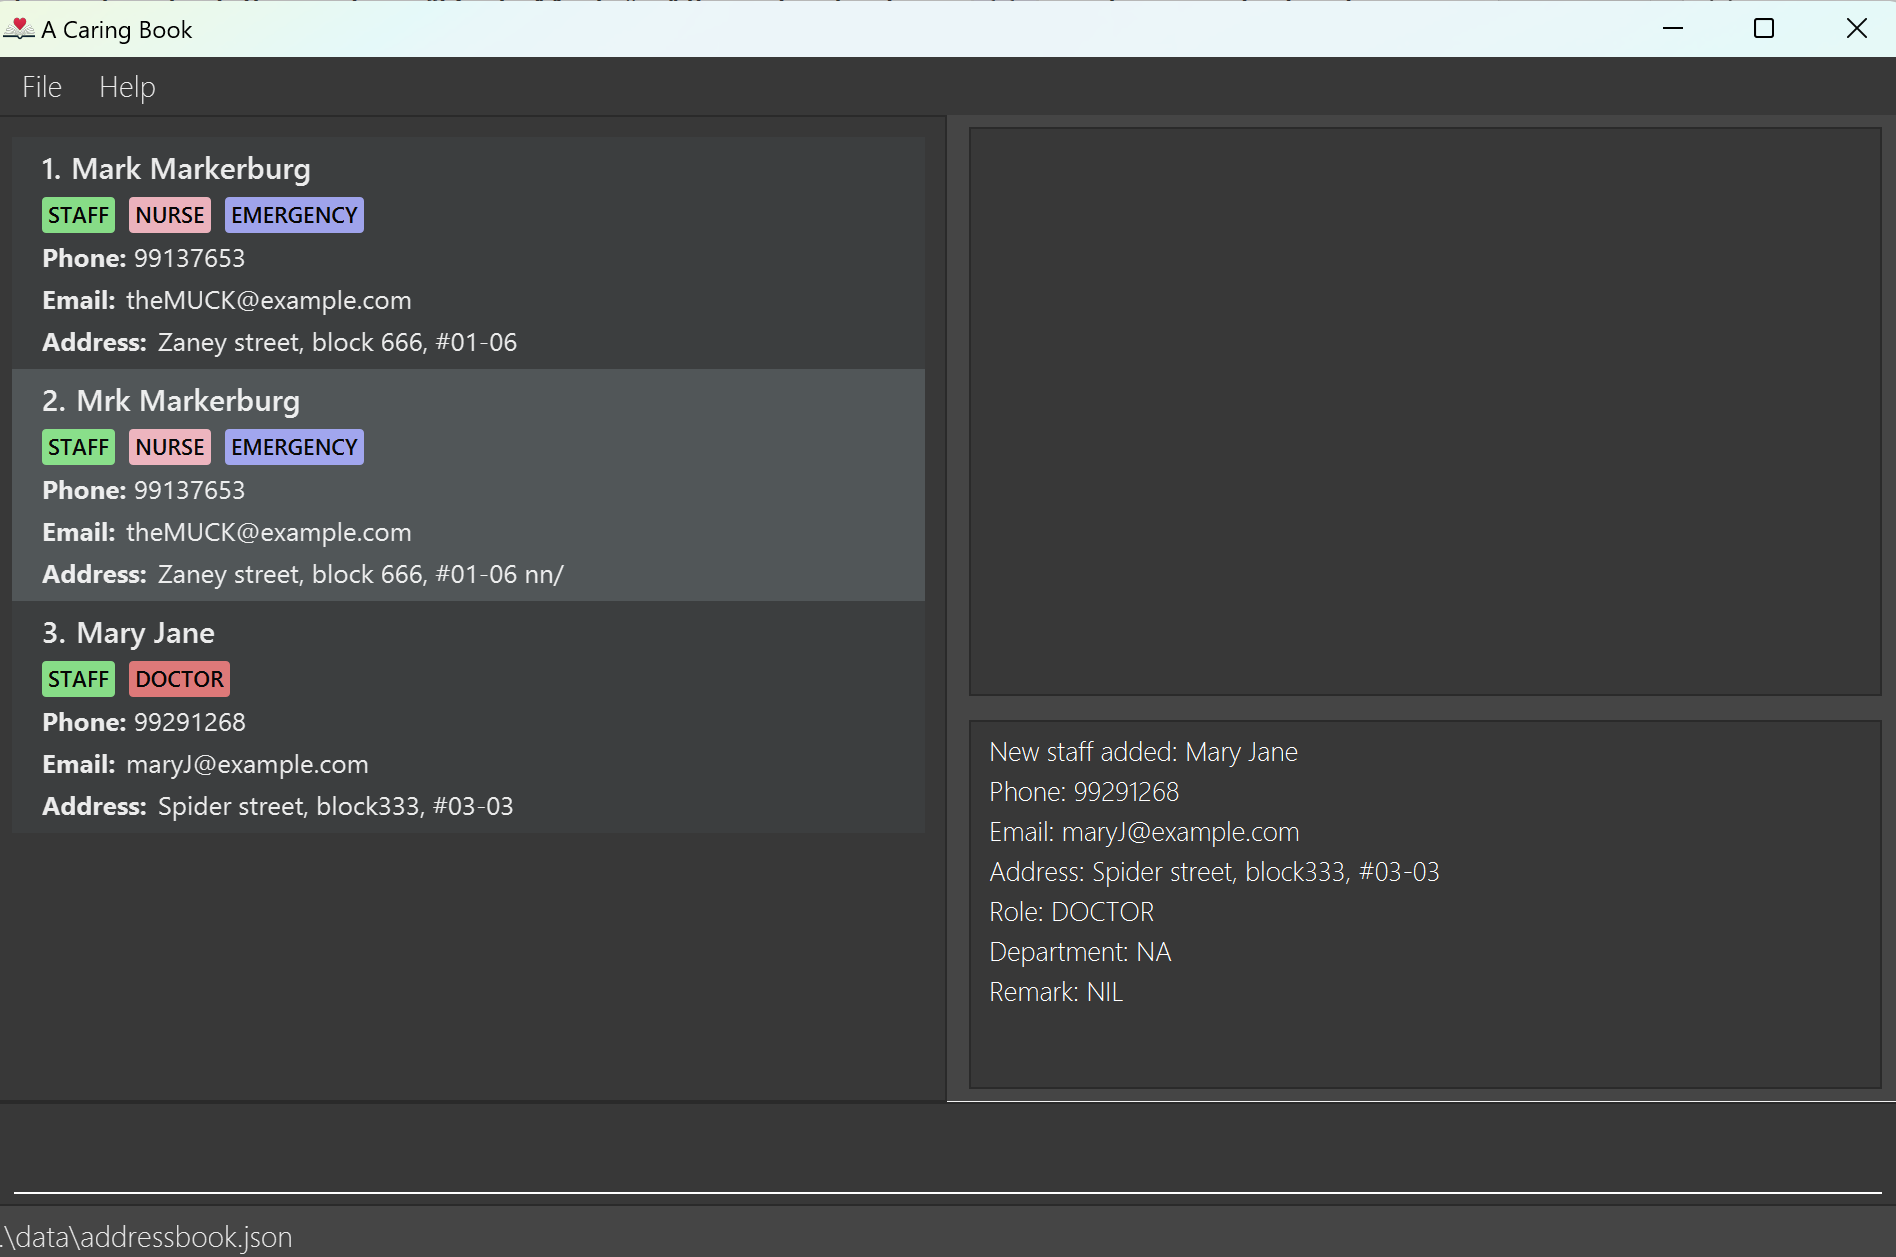 A Caring Book
File Help
1. Mark Markerburg
STAFF NURSE EMERGENCY
Phone: 99137653
Email: theMUCK@example.com
Address: Zaney street, block 666, #01-06
2. Mrk Markerburg
STAFF NURSE EMERGENCY
Phone: 99137653
Email: theMUCK@example.com
Address: Zaney street, block 666, #01-06 nn/
3. Mary Jane
STAFF DOCTOR
Phone: 99291268
Email: maryJ@example.com
Address: Spider street, block333, #03-03
New staff added: Mary Jane
Phone: 99291268
Email: maryJ@example.com
Address: Spider street, block333, #03-03
Role: DOCTOR
Department: NA
Remark: NIL
.\data\addressbook.json